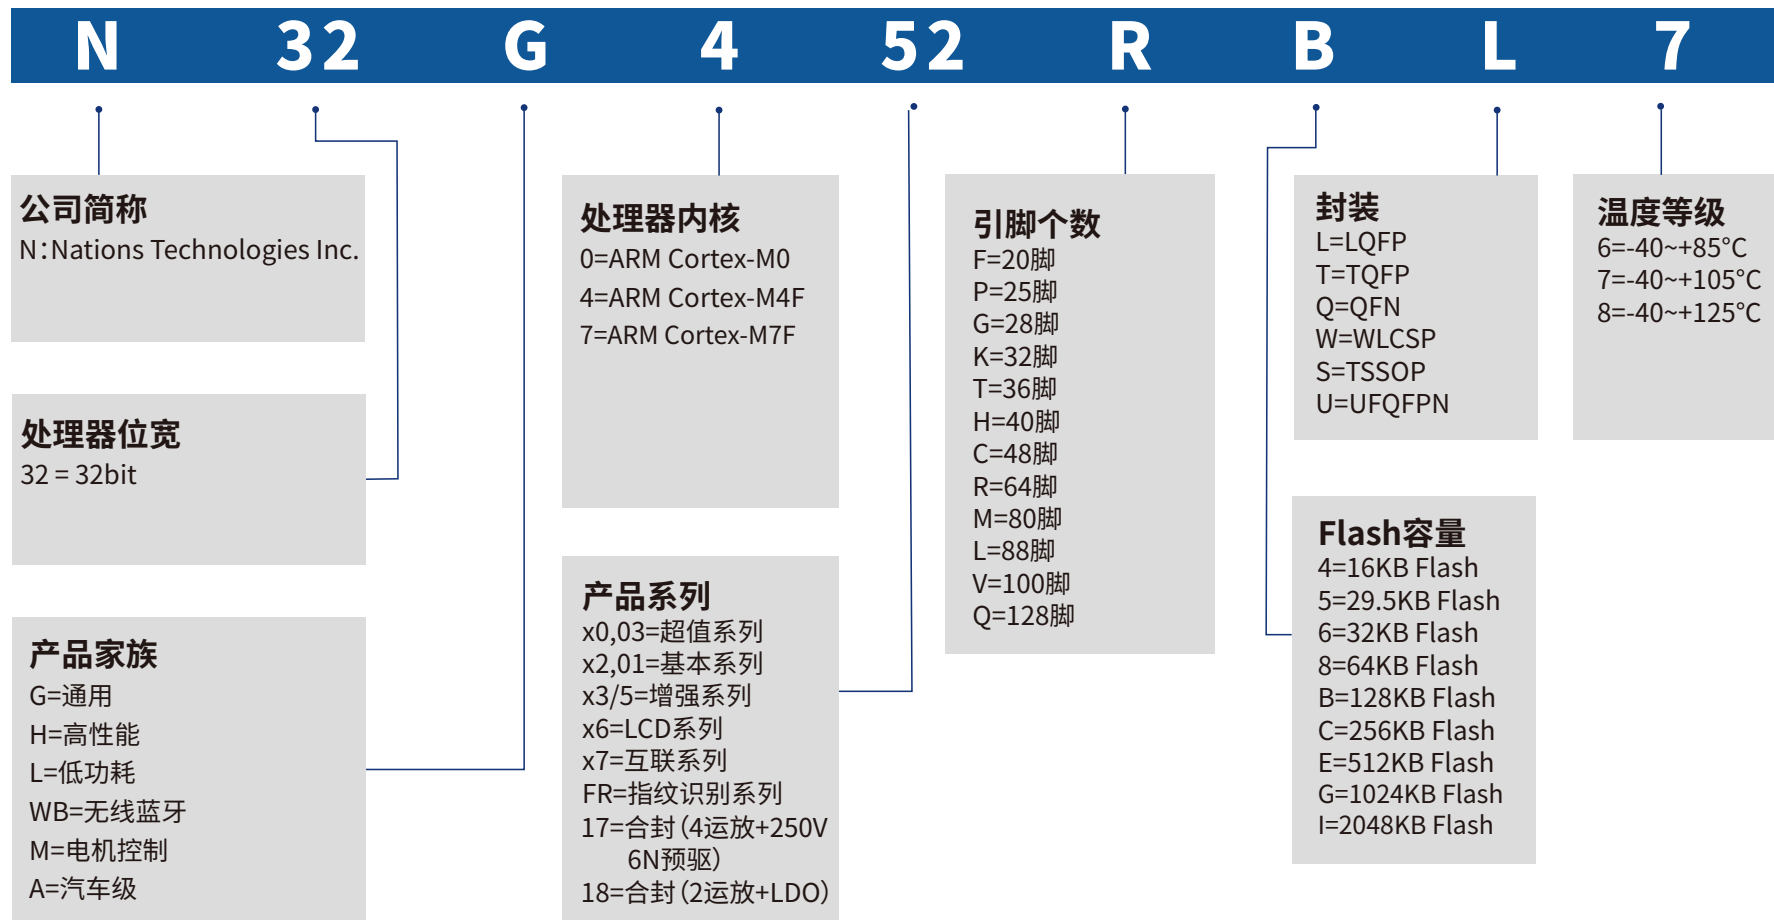 N 32 G 4 52 R B L 7
公司简称
N：Nations Technologies Inc.
处理器位宽
32 = 32bit
产品家族
G=通用
H=高性能
L=低功耗
WB=无线蓝牙
M=电机控制
A=汽车级
处理器内核
0=ARM Cortex-M0
4=ARM Cortex-M4F
7=ARM Cortex-M7F
产品系列
x0,03=超值系列
x2,01=基本系列
x3/5=增强系列
x6=LCD系列
x7=互联系列
FR=指纹识别系列
17=合封（4运放+250V
6N预驱）
18=合封（2运放+LDO）
引脚个数
F=20脚
P=25脚
G=28脚
K=32脚
T=36脚
H=40脚
C=48脚
R=64脚
M=80脚
L=88脚
V=100脚
Q=128脚
封装
L=LQFP
T=TQFP
Q=QFN
W=WLCSP
S=TSSOP
U=UFQFPN
Flash容量
4=16KB Flash
5=29.5KB Flash
6=32KB Flash
8=64KB Flash
B=128KB Flash
C=256KB Flash
E=512KB Flash
G=1024KB Flash
I=2048KB Flash
温度等级
6=-40~+85°C
7=-40~+105°C
8=-40~+125°C